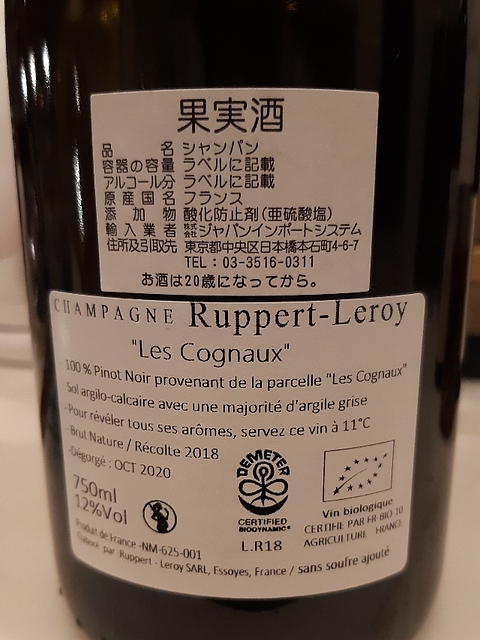 果実酒
品 名 シャンパン
容器の容量 ラベルに記載
アルコール分 ラベルに記載
原産国名 フランス
添加物 酸化防止剤(亜硫酸塩)
輸入業者 株式会社ジャパンインポートシステム
住所及引取先 東京都中央区日本橋本石町4-6-7
TEL:03-3516-0311
お酒は20歳になってから。
CHAMPAGNE Ruppert-Leroy
"Les Cognaux"
100 % Pinot Noir provenant de la parcelle "Les Cognaux"
Sol argilo-calcaire avec une majorité d'argile grise
-Pour révéler tous ses arômes, servez ce vin à 11°C
-Brut Nature / Récolte 2018
-Dégorgé : OCT 2020
750ml
12%Vol
DEMETER
CERTIFIED
BIODYNAMIC®
L.R18
Vin biologique
CERTIFIE PAR FR-BIO-10
AGRICULTURE FRANCE
Produit de France -NM-625-001
Elaboré par Ruppert - Leroy SARL, Essoyes, France / sans soufre ajouté